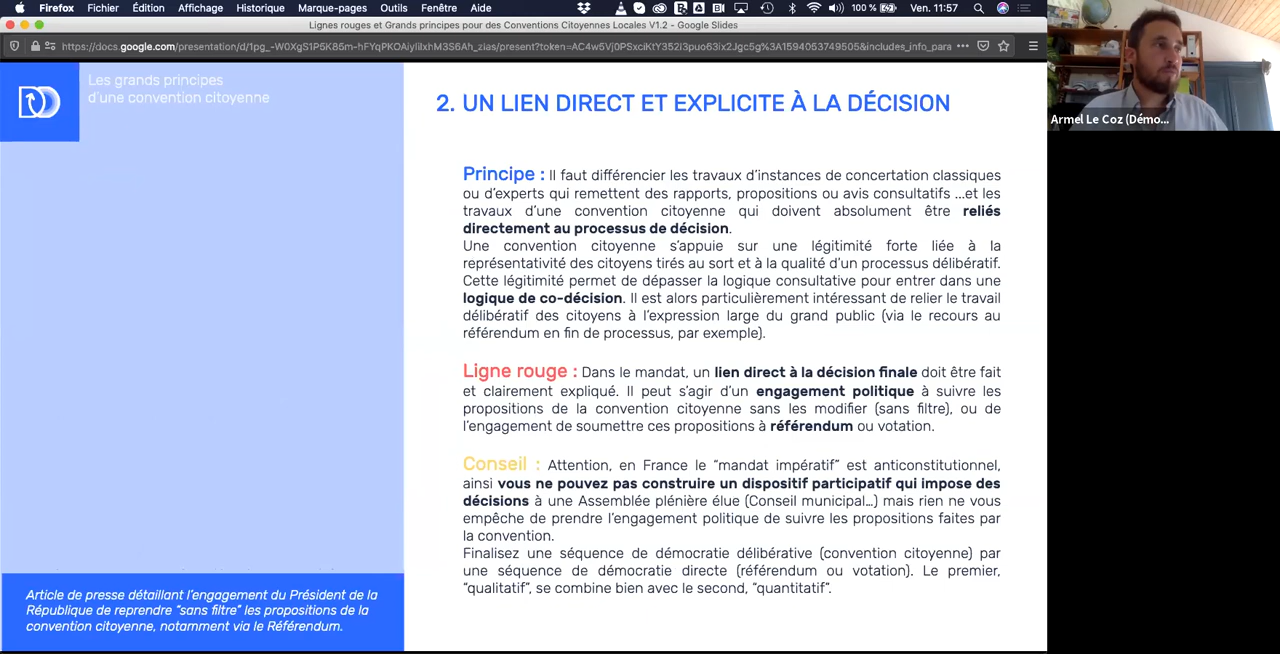 Firefox Fichier Édition Affichage Historique Marque-pages Outils Fenêtre Aide 100 % Ven. 11:57
Lignes rouges et Grands principes pour des Conventions Citoyennes Locales V1.2 - Google Slides
Les grands principes
d'une convention citoyenne
2. UN LIEN DIRECT ET EXPLICITE À LA DÉCISION
Principe : Il faut différencier les travaux d'instances de concertation classiques
ou d'experts qui remettent des rapports, propositions ou avis consultatifs ...et les
travaux d'une convention citoyenne qui doivent absolument être reliés
directement au processus de décision.
Une convention citoyenne s'appuie sur une légitimité forte liée à la
représentativité des citoyens tirés au sort et à la qualité d'un processus délibératif.
Cette légitimité permet de dépasser la logique consultative pour entrer dans une
logique de co-décision. Il est alors particulièrement intéressant de relier le travail
délibératif des citoyens à l'expression large du grand public (via le recours au
référendum en fin de processus, par exemple).
Ligne rouge : Dans le mandat, un lien direct à la décision finale doit être fait
et clairement expliqué. Il peut s'agir d'un engagement politique à suivre les
propositions de la convention citoyenne sans les modifier (sans filtre), ou de
l'engagement de soumettre ces propositions à référendum ou votation.
Conseil : Attention, en France le "mandat impératif" est anticonstitutionnel,
ainsi vous ne pouvez pas construire un dispositif participatif qui impose des
décisions à une Assemblée plénière élue (Conseil municipal...) mais rien ne vous
empêche de prendre l'engagement politique de suivre les propositions faites par
la convention.
Finalisez une séquence de démocratie délibérative (convention citoyenne) par
une séquence de démocratie directe (référendum ou votation). Le premier,
"qualitatif", se combine bien avec le second, "quantitatif".
Article de presse détaillant l'engagement du Président de la
République de reprendre "sans filtre" les propositions de la
convention citoyenne, notamment via le Référendum.
Armel Le Coz (Démo...